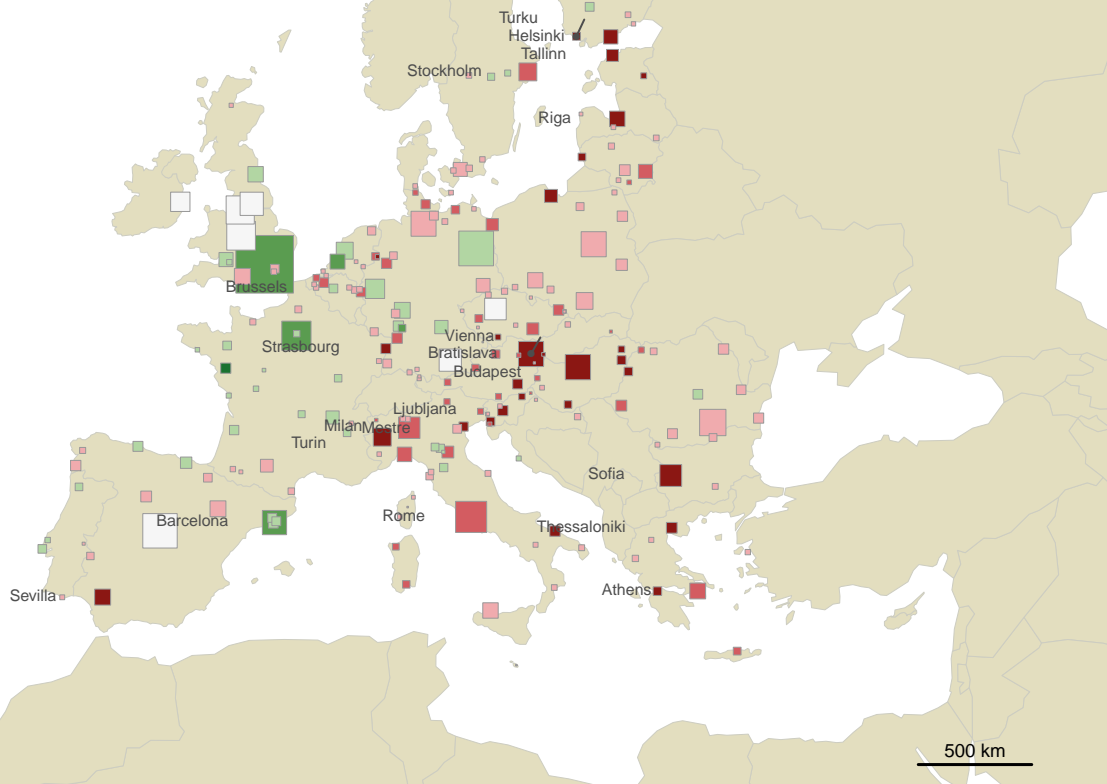 Turku
Helsinki
Tallinn
Stockholm
Riga
Brussels
Strasbourg
Vienna
Bratislava
Budapest
Ljubljana
Milan
Mestre
Turin
Sofia
Rome
Barcelona
Thessaloniki
Sevilla
Athens
500 km